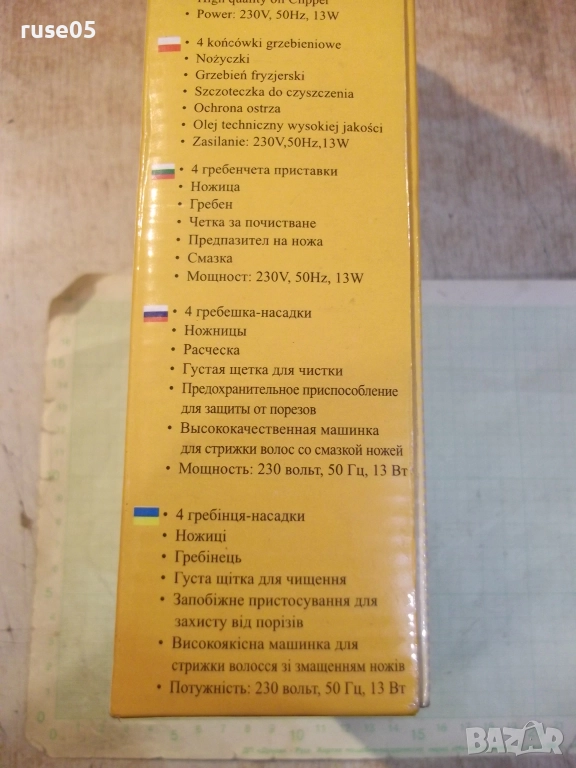 ruse05
High quality oil Clipper
• Power: 230V, 50Hz, 13W
• 4 końcówki grzebieniowe
• Nożyczki
• Grzebień fryzjerski
• Szczoteczka do czyszczenia
• Ochrona ostrza
• Olej techniczny wysokiej jakości
• Zasilanie: 230V,50Hz,13W
• 4 гребенчета приставки
• Ножица
• Гребен
• Четка за почистване
• Предпазител на ножа
• Смазка
• Мощност: 230V, 50Hz, 13W
• 4 гребешка-насадки
• Ножницы
• Расческа
• Густая щетка для чистки
• Предохранительное приспособление
для защиты от порезов
• Высококачественная машинка
для стрижки волос со смазкой ножей
• Мощность: 230 вольт, 50 Гц, 13 Вт
• 4 гребінця-насадки
• Ножиці
• Гребінець
• Густа щітка для чищення
• Запобіжне пристосування для
захисту від порізів
• Високоякісна машинка для
стрижки волосся зі змащенням ножів
• Потужність: 230 вольт, 50 Гц, 13 Вт
0
5
10
15
BAZAR